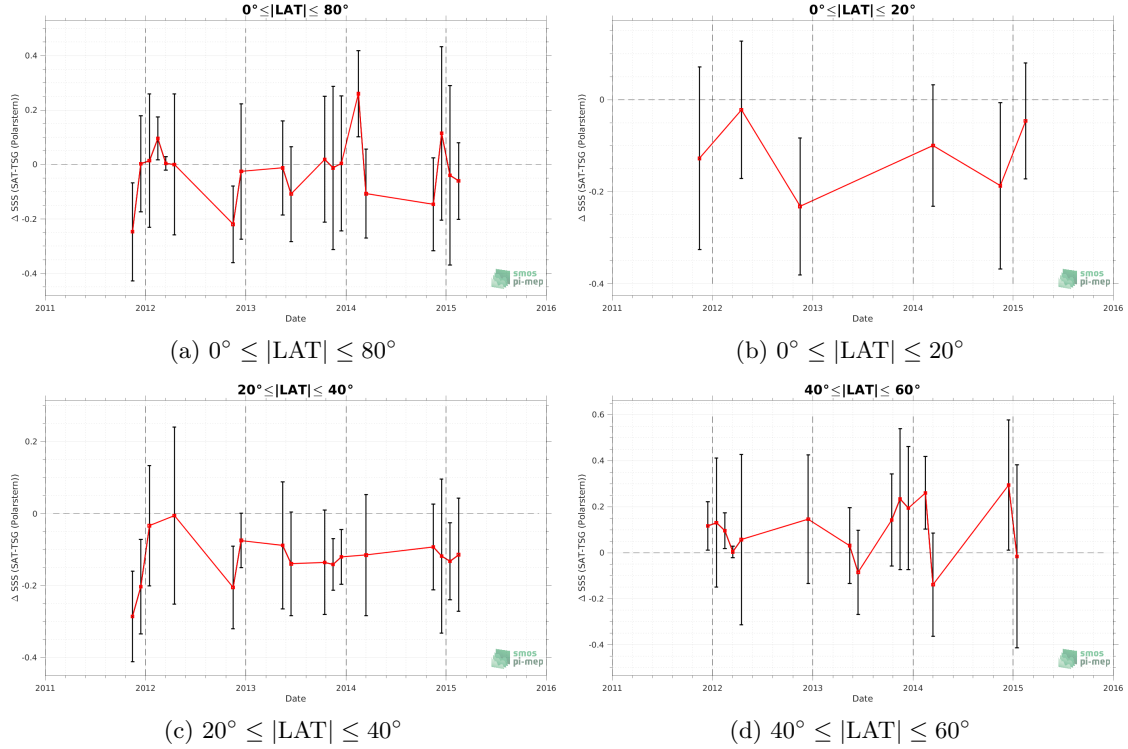 0°≤|LAT|≤ 80°
Δ SSS (SAT-TSG (Polarstern))
0.4
0.2
0
-0.2
-0.4
2011 2012 2013 2014 2015 2016
Date
smos
pi-mep
(a) 0° ≤ |LAT| ≤ 80°
0°≤|LAT|≤ 20°
Δ SSS (SAT-TSG (Polarstern))
0
-0.2
-0.4
2011 2012 2013 2014 2015 2016
Date
smos
pi-mep
(b) 0° ≤ |LAT| ≤ 20°
20°≤|LAT|≤ 40°
Δ SSS (SAT-TSG (Polarstern))
0.2
0
-0.2
-0.4
2011 2012 2013 2014 2015 2016
Date
smos
pi-mep
(c) 20° ≤ |LAT| ≤ 40°
40°≤|LAT|≤ 60°
Δ SSS (SAT-TSG (Polarstern))
0.6
0.4
0.2
0
-0.2
-0.4
2011 2012 2013 2014 2015 2016
Date
smos
pi-mep
(d) 40° ≤ |LAT| ≤ 60°